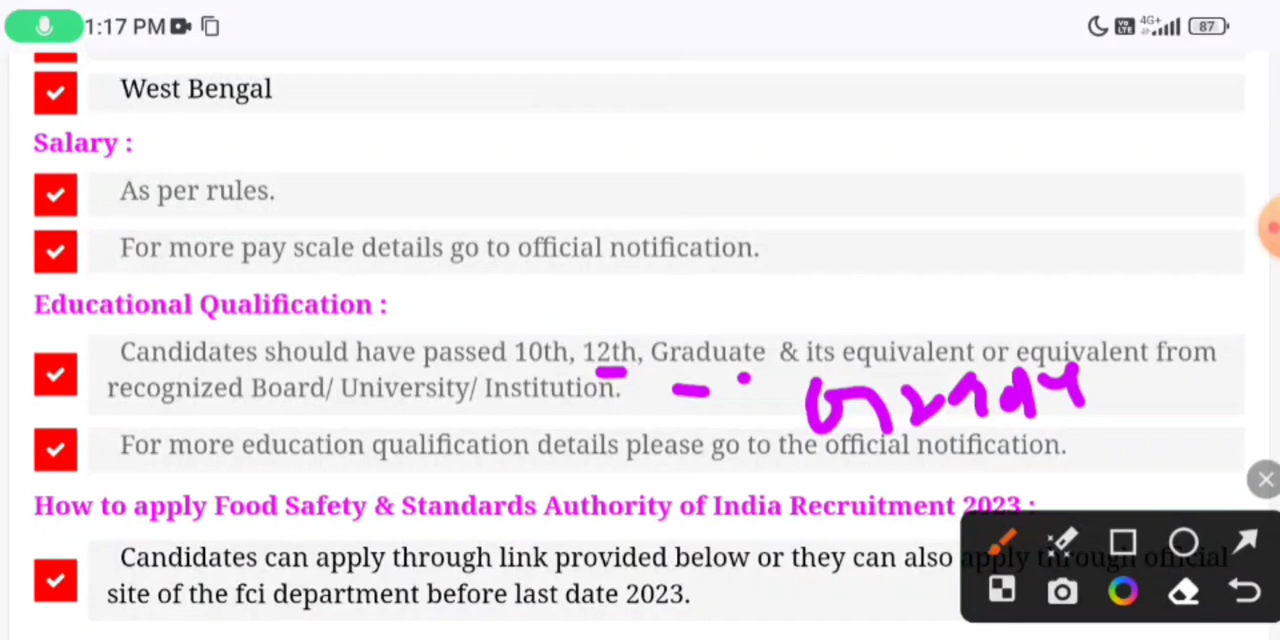 1:17 PM
4G+
VoLTE
87
West Bengal
Salary :
As per rules.
For more pay scale details go to official notification.
Educational Qualification :
Candidates should have passed 10th, 12th, Graduate & its equivalent or equivalent from
recognized Board/ University/ Institution.
For more education qualification details please go to the official notification.
How to apply Food Safety & Standards Authority of India Recruitment 2023 :
Candidates can apply through link provided below or they can also apply through official
site of the fci department before last date 2023.